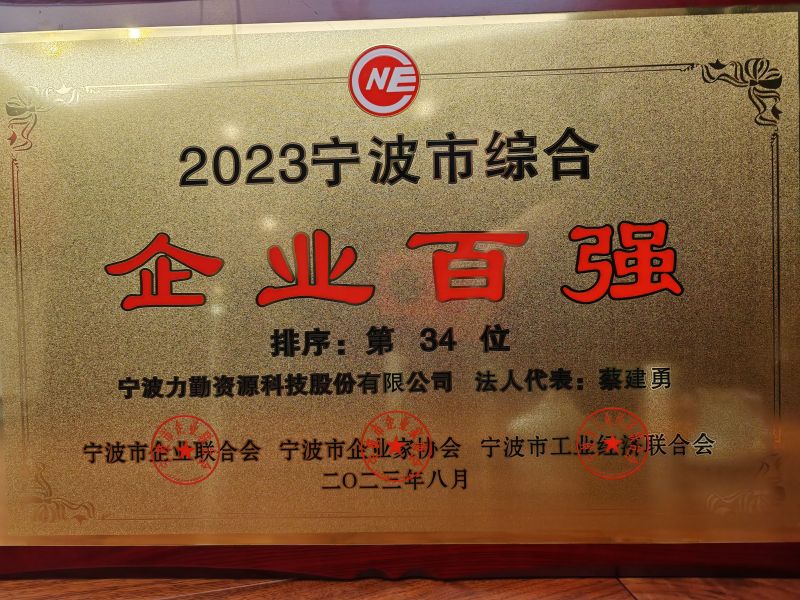 NE
2023宁波市综合
企业百强
排序：第 34 位
宁波力勤资源科技股份有限公司 法人代表：蔡建勇
宁波市企业联合会 宁波市企业家协会 宁波市工业经济联合会
二〇二三年八月